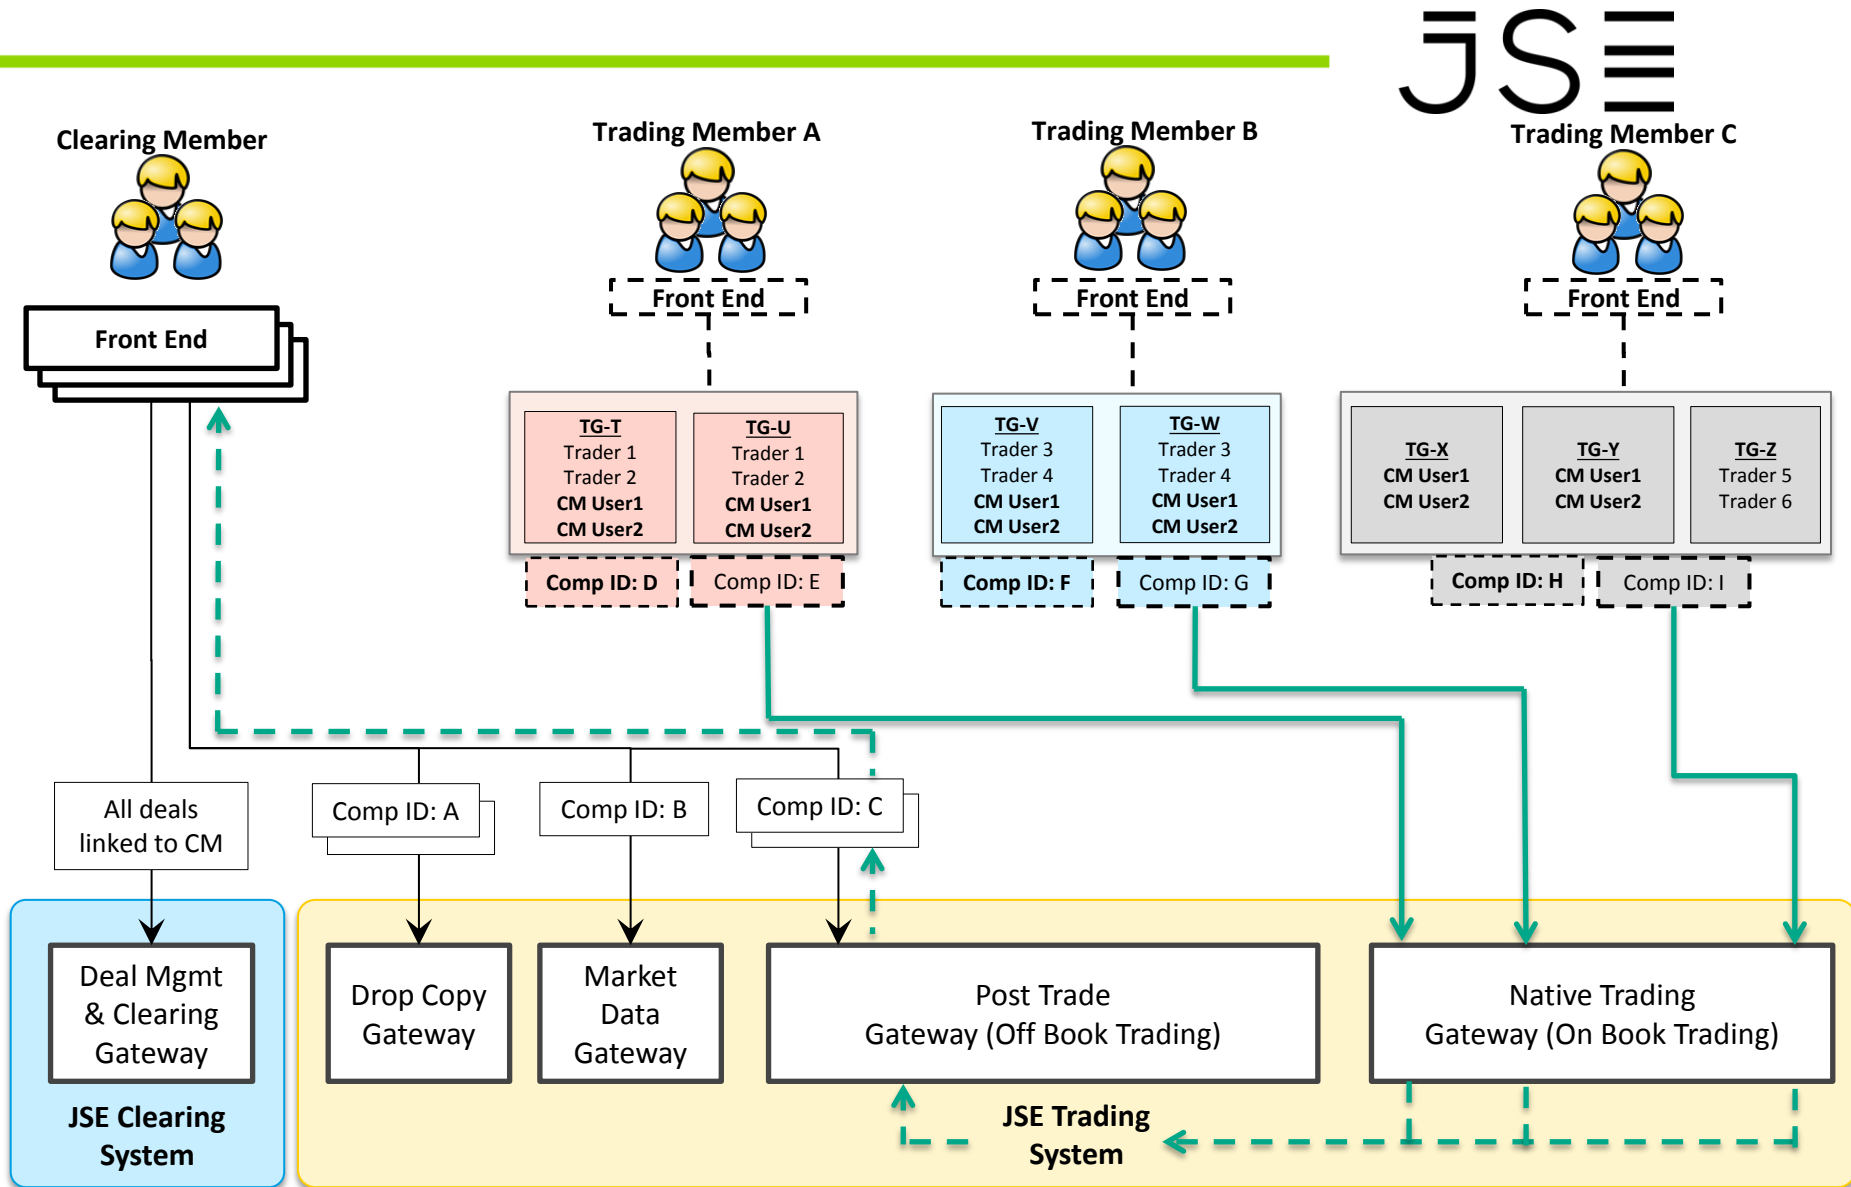 JSE
Clearing Member
Trading Member A
Trading Member B
Trading Member C
Front End
Front End
Front End
Front End
TG-T
Trader 1
Trader 2
CM User1
CM User2
TG-U
Trader 1
Trader 2
CM User1
CM User2
TG-V
Trader 3
Trader 4
CM User1
CM User2
TG-W
Trader 3
Trader 4
CM User1
CM User2
TG-X
CM User1
CM User2
TG-Y
CM User1
CM User2
TG-Z
Trader 5
Trader 6
Comp ID: D
Comp ID: E
Comp ID: F
Comp ID: G
Comp ID: H
Comp ID: I
All deals
linked to CM
Comp ID: A
Comp ID: B
Comp ID: C
Deal Mgmt
& Clearing
Gateway
Drop Copy
Gateway
Market
Data
Gateway
Post Trade
Gateway (Off Book Trading)
Native Trading
Gateway (On Book Trading)
JSE Clearing
System
JSE Trading
System